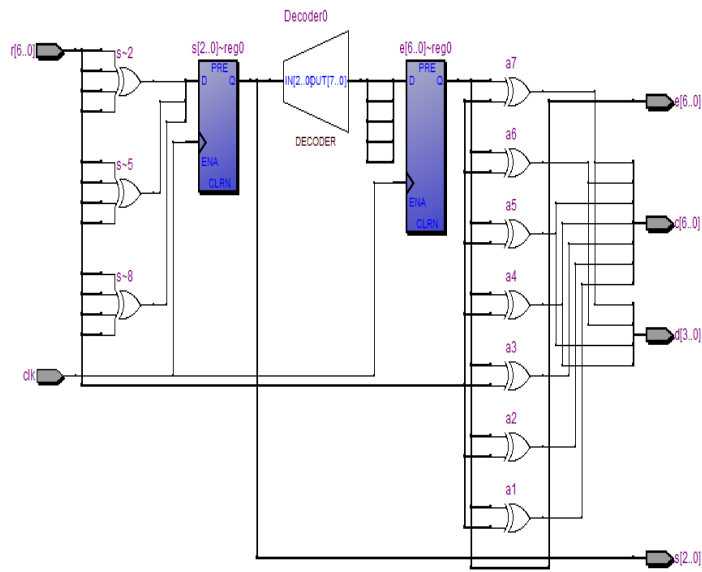 Decoder0
r[6..0]
s~2
s[2..0]~reg0
e[6..0]~reg0
a7
PRE
D Q
ENA
CLRN
IN[2..0]
OUT[7..0]
DECODER
PRE
D Q
ENA
CLRN
e[6..0]
a6
s~5
a5
c[6..0]
s~8
a4
d[3..0]
a3
clk
a2
a1
s[2..0]